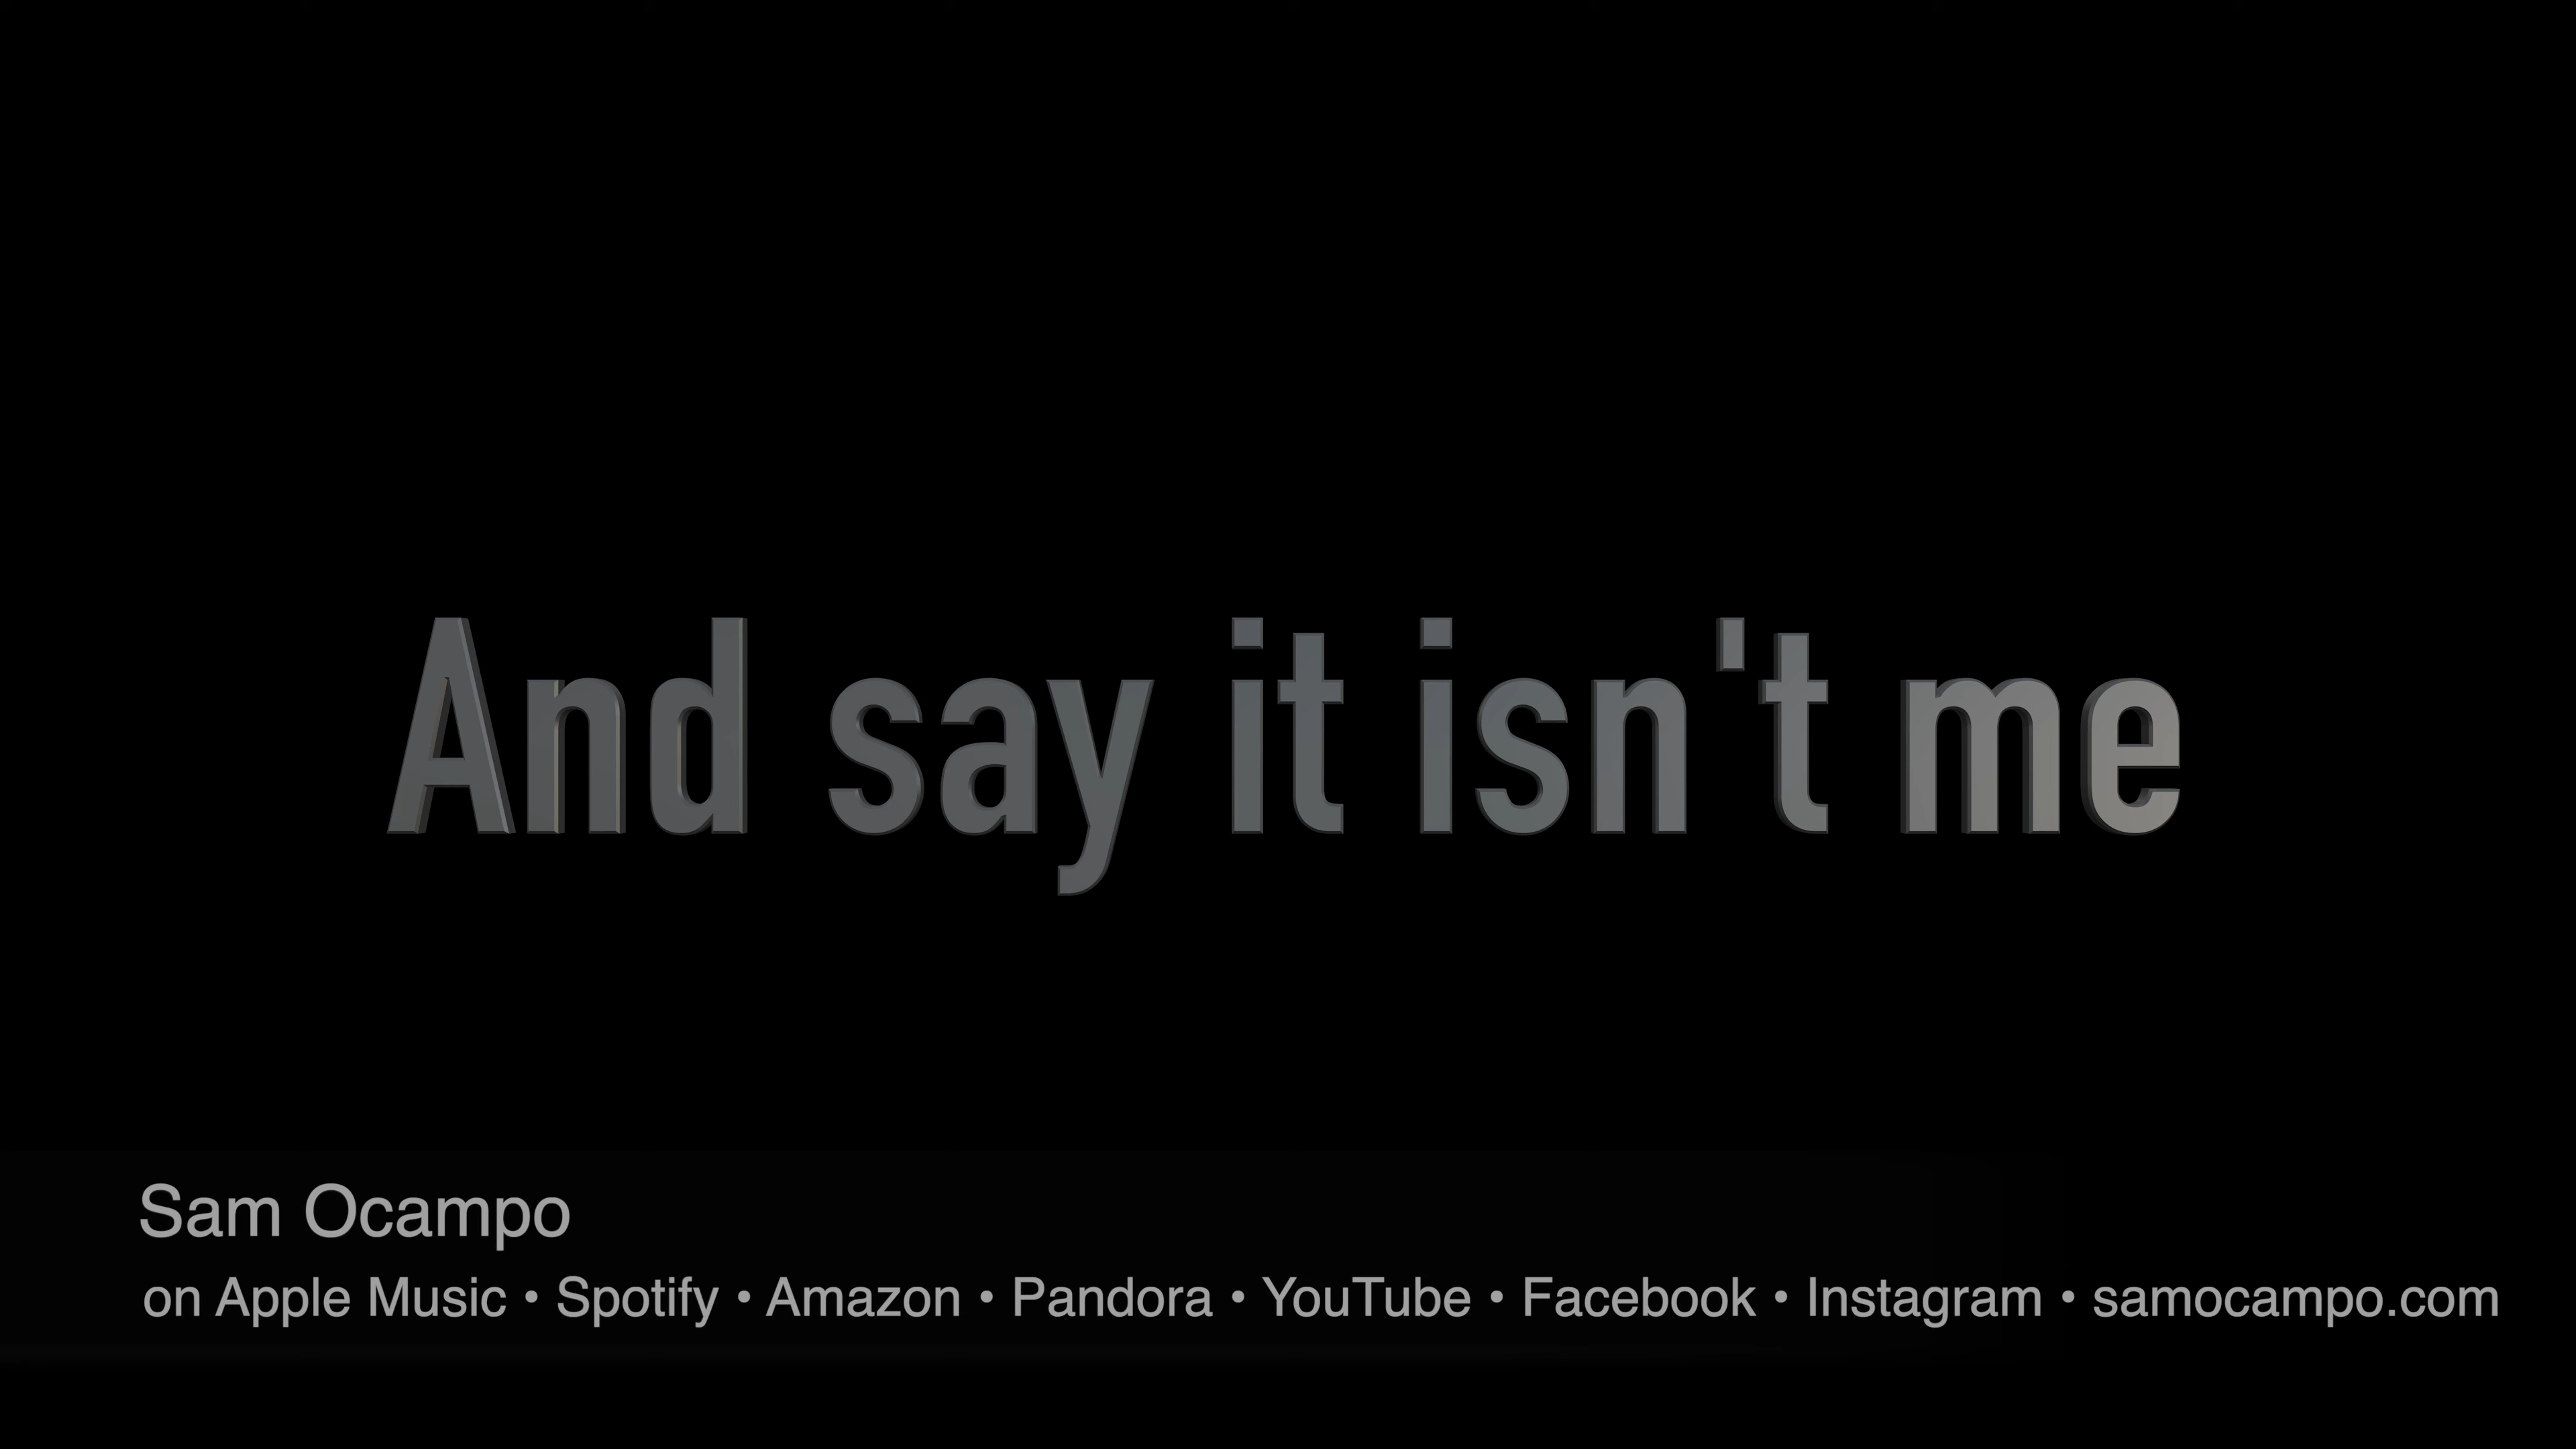 And say it isn't me
Sam Ocampo
on Apple Music • Spotify • Amazon • Pandora • YouTube • Facebook • Instagram • samocampo.com